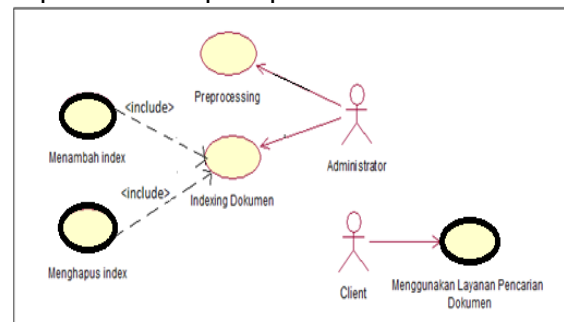 Preprocessing
<include>
Menambah index
Administrator
Indexing Dokumen
<include>
Menghapus index
Client
Menggunakan Layanan Pencarian
Dokumen